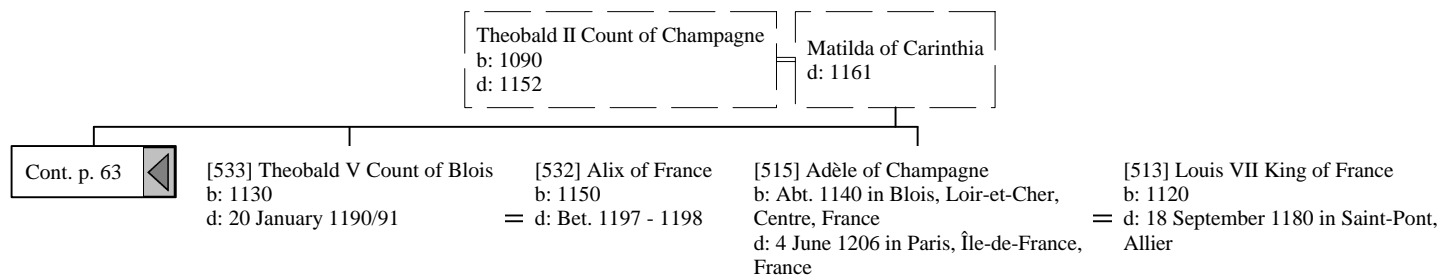 Theobald II Count of Champagne
b: 1090
d: 1152
Matilda of Carinthia
d: 1161
Cont. p. 63
[533] Theobald V Count of Blois
b: 1130
d: 20 January 1190/91
=
[532] Alix of France
b: 1150
d: Bet. 1197 - 1198
[515] Adèle of Champagne
b: Abt. 1140 in Blois, Loir-et-Cher,
Centre, France
d: 4 June 1206 in Paris, Île-de-France,
France
=
[513] Louis VII King of France
b: 1120
d: 18 September 1180 in Saint-Pont,
Allier